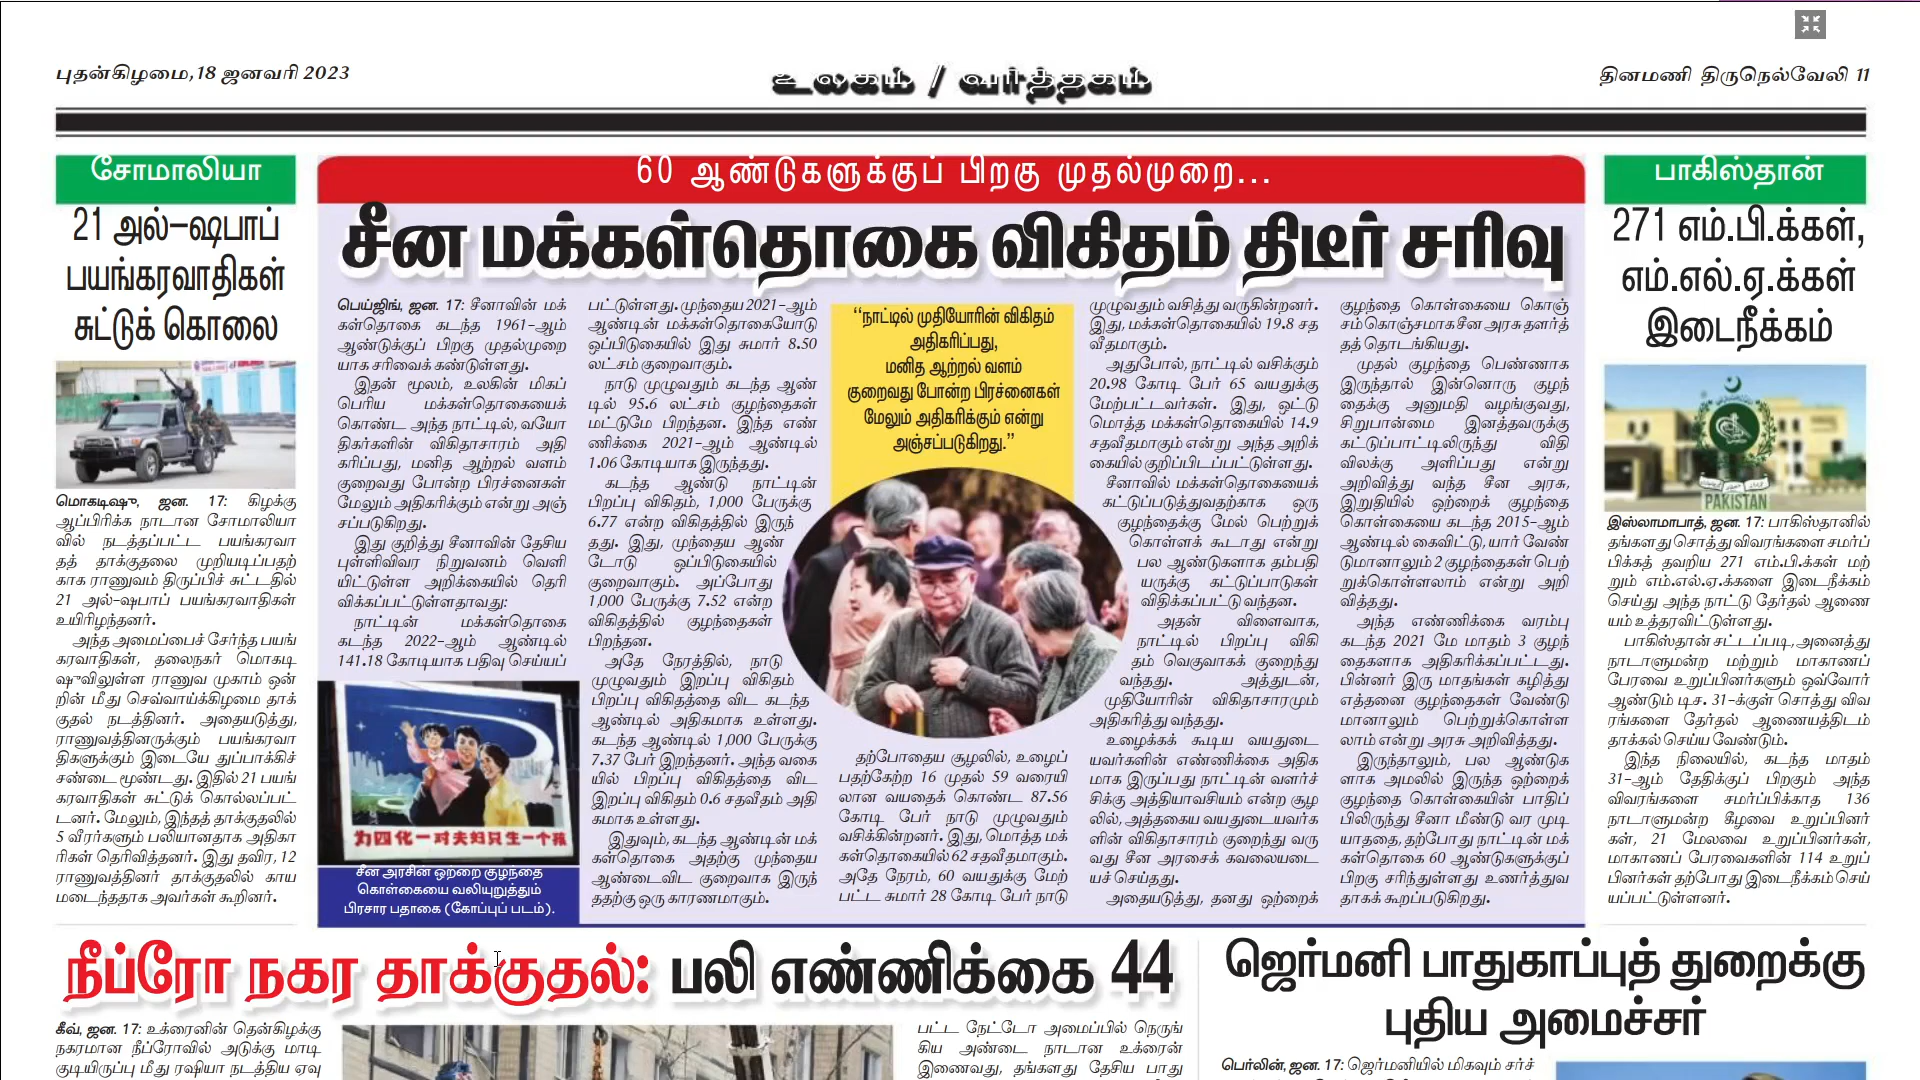 புதன்கிழமை,18 ஜனவரி 2023
உலகம் / வர்த்தகம்
தினமணி திருநெல்வேலி 11
சோமாலியா
21 அல்-ஷபாப்
பயங்கரவாதிகள்
சுட்டுக் கொலை
மொகடிஷு, ஜன. 17: கிழக்கு
ஆப்பிரிக்க நாடான சோமாலியா
வில் நடத்தப்பட்ட பயங்கரவா
தத் தாக்குதலை முறியடிப்பதற்
காக ராணுவம் திருப்பிச் சுட்டதில்
21 அல்-ஷபாப் பயங்கரவாதிகள்
உயிரிழந்தனர்.
அந்த அமைப்பைச் சேர்ந்த பயங்
கரவாதிகள், தலைநகர் மொகடி
ஷுவிலுள்ள ராணுவ முகாம் ஒன்
றின் மீது செவ்வாய்க்கிழமை தாக்
குதல் நடத்தினர். அதையடுத்து,
ராணுவத்தினருக்கும் பயங்கரவா
திகளுக்கும் இடையே துப்பாக்கிச்
சண்டை மூண்டது. இதில் 21 பயங்
கரவாதிகள் சுட்டுக் கொல்லப்பட்
டனர். மேலும், இந்தத் தாக்குதலில்
5 வீரர்களும் பலியானதாக அதிகா
ரிகள் தெரிவித்தனர். இது தவிர, 12
ராணுவத்தினர் தாக்குதலில் காய
மடைந்ததாக அவர்கள் கூறினர்.
60 ஆண்டுகளுக்குப் பிறகு முதல்முறை...
சீன மக்கள்தொகை விகிதம் திடீர் சரிவு
பெய்ஜிங், ஜன. 17: சீனாவின் மக்
கள்தொகை கடந்த 1961-ஆம்
ஆண்டுக்குப் பிறகு முதல்முறை
யாக சரிவைக் கண்டுள்ளது.
இதன் மூலம், உலகின் மிகப்
பெரிய மக்கள்தொகையைக்
கொண்ட அந்த நாட்டில், வயோ
திகர்களின் விகிதாசாரம் அதி
கரிப்பது, மனித ஆற்றல் வளம்
குறைவது போன்ற பிரச்னைகள்
மேலும் அதிகரிக்கும் என்று அஞ்
சப்படுகிறது.
இது குறித்து சீனாவின் தேசிய
புள்ளிவிவர நிறுவனம் வெளி
யிட்டுள்ள அறிக்கையில் தெரி
விக்கப்பட்டுள்ளதாவது:
நாட்டின் மக்கள்தொகை
கடந்த 2022-ஆம் ஆண்டில்
141.18 கோடியாக பதிவு செய்யப்
为四化一对夫妇只生一个孩
சீன அரசின் ஒற்றை குழந்தை
கொள்கையை வலியுறுத்தும்
பிரசார பதாகை (கோப்புப் படம்).
பட்டுள்ளது. முந்தைய 2021-ஆம்
ஆண்டின் மக்கள்தொகையோடு
ஒப்பிடுகையில் இது சுமார் 8.50
லட்சம் குறைவாகும்.
நாடு முழுவதும் கடந்த ஆண்
டில் 95.6 லட்சம் குழந்தைகள்
மட்டுமே பிறந்தன. இந்த எண்
ணிக்கை 2021-ஆம் ஆண்டில்
1.06 கோடியாக இருந்தது.
கடந்த ஆண்டு நாட்டின்
பிறப்பு விகிதம், 1,000 பேருக்கு
6.77 என்ற விகிதத்தில் இருந்
தது. இது, முந்தைய ஆண்
டோடு ஒப்பிடுகையில்
குறைவாகும். அப்போது
1,000 பேருக்கு 7.52 என்ற
விகிதத்தில் குழந்தைகள்
பிறந்தன.
அதே நேரத்தில், நாடு
முழுவதும் இறப்பு விகிதம்
பிறப்பு விகிதத்தை விட கடந்த
ஆண்டில் அதிகமாக உள்ளது.
கடந்த ஆண்டில் 1,000 பேருக்கு
7.37 பேர் இறந்தனர். அந்த வகை
யில் பிறப்பு விகிதத்தை விட
இறப்பு விகிதம் 0.6 சதவீதம் அதி
கமாக உள்ளது.
இதுவும், கடந்த ஆண்டின் மக்
கள்தொகை அதற்கு முந்தைய
ஆண்டைவிட குறைவாக இருந்
ததற்கு ஒரு காரணமாகும்.
“நாட்டில் முதியோரின் விகிதம்
அதிகரிப்பது,
மனித ஆற்றல் வளம்
குறைவது போன்ற பிரச்னைகள்
மேலும் அதிகரிக்கும் என்று
அஞ்சப்படுகிறது.”
தற்போதைய சூழலில், உழைப்
பதற்கேற்ற 16 முதல் 59 வரையி
லான வயதைக் கொண்ட 87.56
கோடி பேர் நாடு முழுவதும்
வசிக்கின்றனர். இது, மொத்த மக்
கள்தொகையில் 62 சதவீதமாகும்.
அதே நேரம், 60 வயதுக்கு மேற்
பட்ட சுமார் 28 கோடி பேர் நாடு
முழுவதும் வசித்து வருகின்றனர்.
இது, மக்கள்தொகையில் 19.8 சத
வீதமாகும்.
அதுபோல், நாட்டில் வசிக்கும்
20.98 கோடி பேர் 65 வயதுக்கு
மேற்பட்டவர்கள். இது, ஒட்டு
மொத்த மக்கள்தொகையில் 14.9
சதவீதமாகும் என்று அந்த அறிக்
கையில் குறிப்பிடப்பட்டுள்ளது.
சீனாவில் மக்கள்தொகையைக்
கட்டுப்படுத்துவதற்காக ஒரு
குழந்தைக்கு மேல் பெற்றுக்
கொள்ளக் கூடாது என்று
பல ஆண்டுகளாக தம்பதி
யருக்கு கட்டுப்பாடுகள்
விதிக்கப்பட்டு வந்தன.
அதன் விளைவாக,
நாட்டில் பிறப்பு விகி
தம் வெகுவாகக் குறைந்து
வந்தது. அத்துடன்,
முதியோரின் விகிதாசாரமும்
அதிகரித்து வந்தது.
உழைக்கக் கூடிய வயதுடை
யவர்களின் எண்ணிக்கை அதிக
மாக இருப்பது நாட்டின் வளர்ச்
சிக்கு அத்தியாவசியம் என்ற சூழ
லில், அத்தகைய வயதுடையவர்க
ளின் விகிதாசாரம் குறைந்து வரு
வது சீன அரசைக் கவலையடை
யச் செய்தது.
அதையடுத்து, தனது ஒற்றைக்
குழந்தை கொள்கையை கொஞ்
சம் கொஞ்சமாக சீன அரசு தளர்த்
தத் தொடங்கியது.
முதல் குழந்தை பெண்ணாக
இருந்தால் இன்னொரு குழந்
தைக்கு அனுமதி வழங்குவது,
சிறுபான்மை இனத்தவருக்கு
கட்டுப்பாட்டிலிருந்து விதி
விலக்கு அளிப்பது என்று
அறிவித்து வந்த சீன அரசு,
இறுதியில் ஒற்றைக் குழந்தை
கொள்கையை கடந்த 2015-ஆம்
ஆண்டில் கைவிட்டு, யார் வேண்
டுமானாலும் 2 குழந்தைகள் பெற்
றுக்கொள்ளலாம் என்று அறி
வித்தது.
அந்த எண்ணிக்கை வரம்பு
கடந்த 2021 மே மாதம் 3 குழந்
தைகளாக அதிகரிக்கப்பட்டது.
பின்னர் இரு மாதங்கள் கழித்து
எத்தனை குழந்தைகள் வேண்டு
மானாலும் பெற்றுக்கொள்ள
லாம் என்று அரசு அறிவித்தது.
இருந்தாலும், பல ஆண்டுக
ளாக அமலில் இருந்த ஒற்றைக்
குழந்தை கொள்கையின் பாதிப்
பிலிருந்து சீனா மீண்டு வர முடி
யாததை, தற்போது நாட்டின் மக்
கள்தொகை 60 ஆண்டுகளுக்குப்
பிறகு சரிந்துள்ளது உணர்த்துவ
தாகக் கூறப்படுகிறது.
பாகிஸ்தான்
271 எம்.பி.க்கள்,
எம்.எல்.ஏ.க்கள்
இடைநீக்கம்
PAKISTAN
இஸ்லாமாபாத், ஜன. 17: பாகிஸ்தானில்
தங்களது சொத்து விவரங்களை சமர்ப்
பிக்கத் தவறிய 271 எம்.பி.க்கள் மற்
றும் எம்.எல்.ஏ.க்களை இடைநீக்கம்
செய்து அந்த நாட்டு தேர்தல் ஆணை
யம் உத்தரவிட்டுள்ளது.
பாகிஸ்தான் சட்டப்படி, அனைத்து
நாடாளுமன்ற மற்றும் மாகாணப்
பேரவை உறுப்பினர்களும் ஒவ்வோர்
ஆண்டும் டிச. 31-க்குள் சொத்து விவ
ரங்களை தேர்தல் ஆணையத்திடம்
தாக்கல் செய்ய வேண்டும்.
இந்த நிலையில், கடந்த மாதம்
31-ஆம் தேதிக்குப் பிறகும் அந்த
விவரங்களை சமர்ப்பிக்காத 136
நாடாளுமன்ற கீழவை உறுப்பினர்
கள், 21 மேலவை உறுப்பினர்கள்,
மாகாணப் பேரவைகளின் 114 உறுப்
பினர்கள் தற்போது இடைநீக்கம் செய்
யப்பட்டுள்ளனர்.
நீப்ரோ நகர தாக்குதல்: பலி எண்ணிக்கை 44
கீவ், ஜன. 17: உக்ரைனின் தென்கிழக்கு
நகரமான நீப்ரோவில் அடுக்கு மாடி
குடியிருப்பு மீது ரஷியா நடத்திய ஏவு
பட்ட நேட்டோ அமைப்பில் நெருங்
கிய அண்டை நாடான உக்ரைன்
இணைவது, தங்களது தேசிய பாது
ஜெர்மனி பாதுகாப்புத் துறைக்கு
புதிய அமைச்சர்
பெர்லின், ஜன. 17: ஜெர்மனியில் மிகவும் சர்ச்